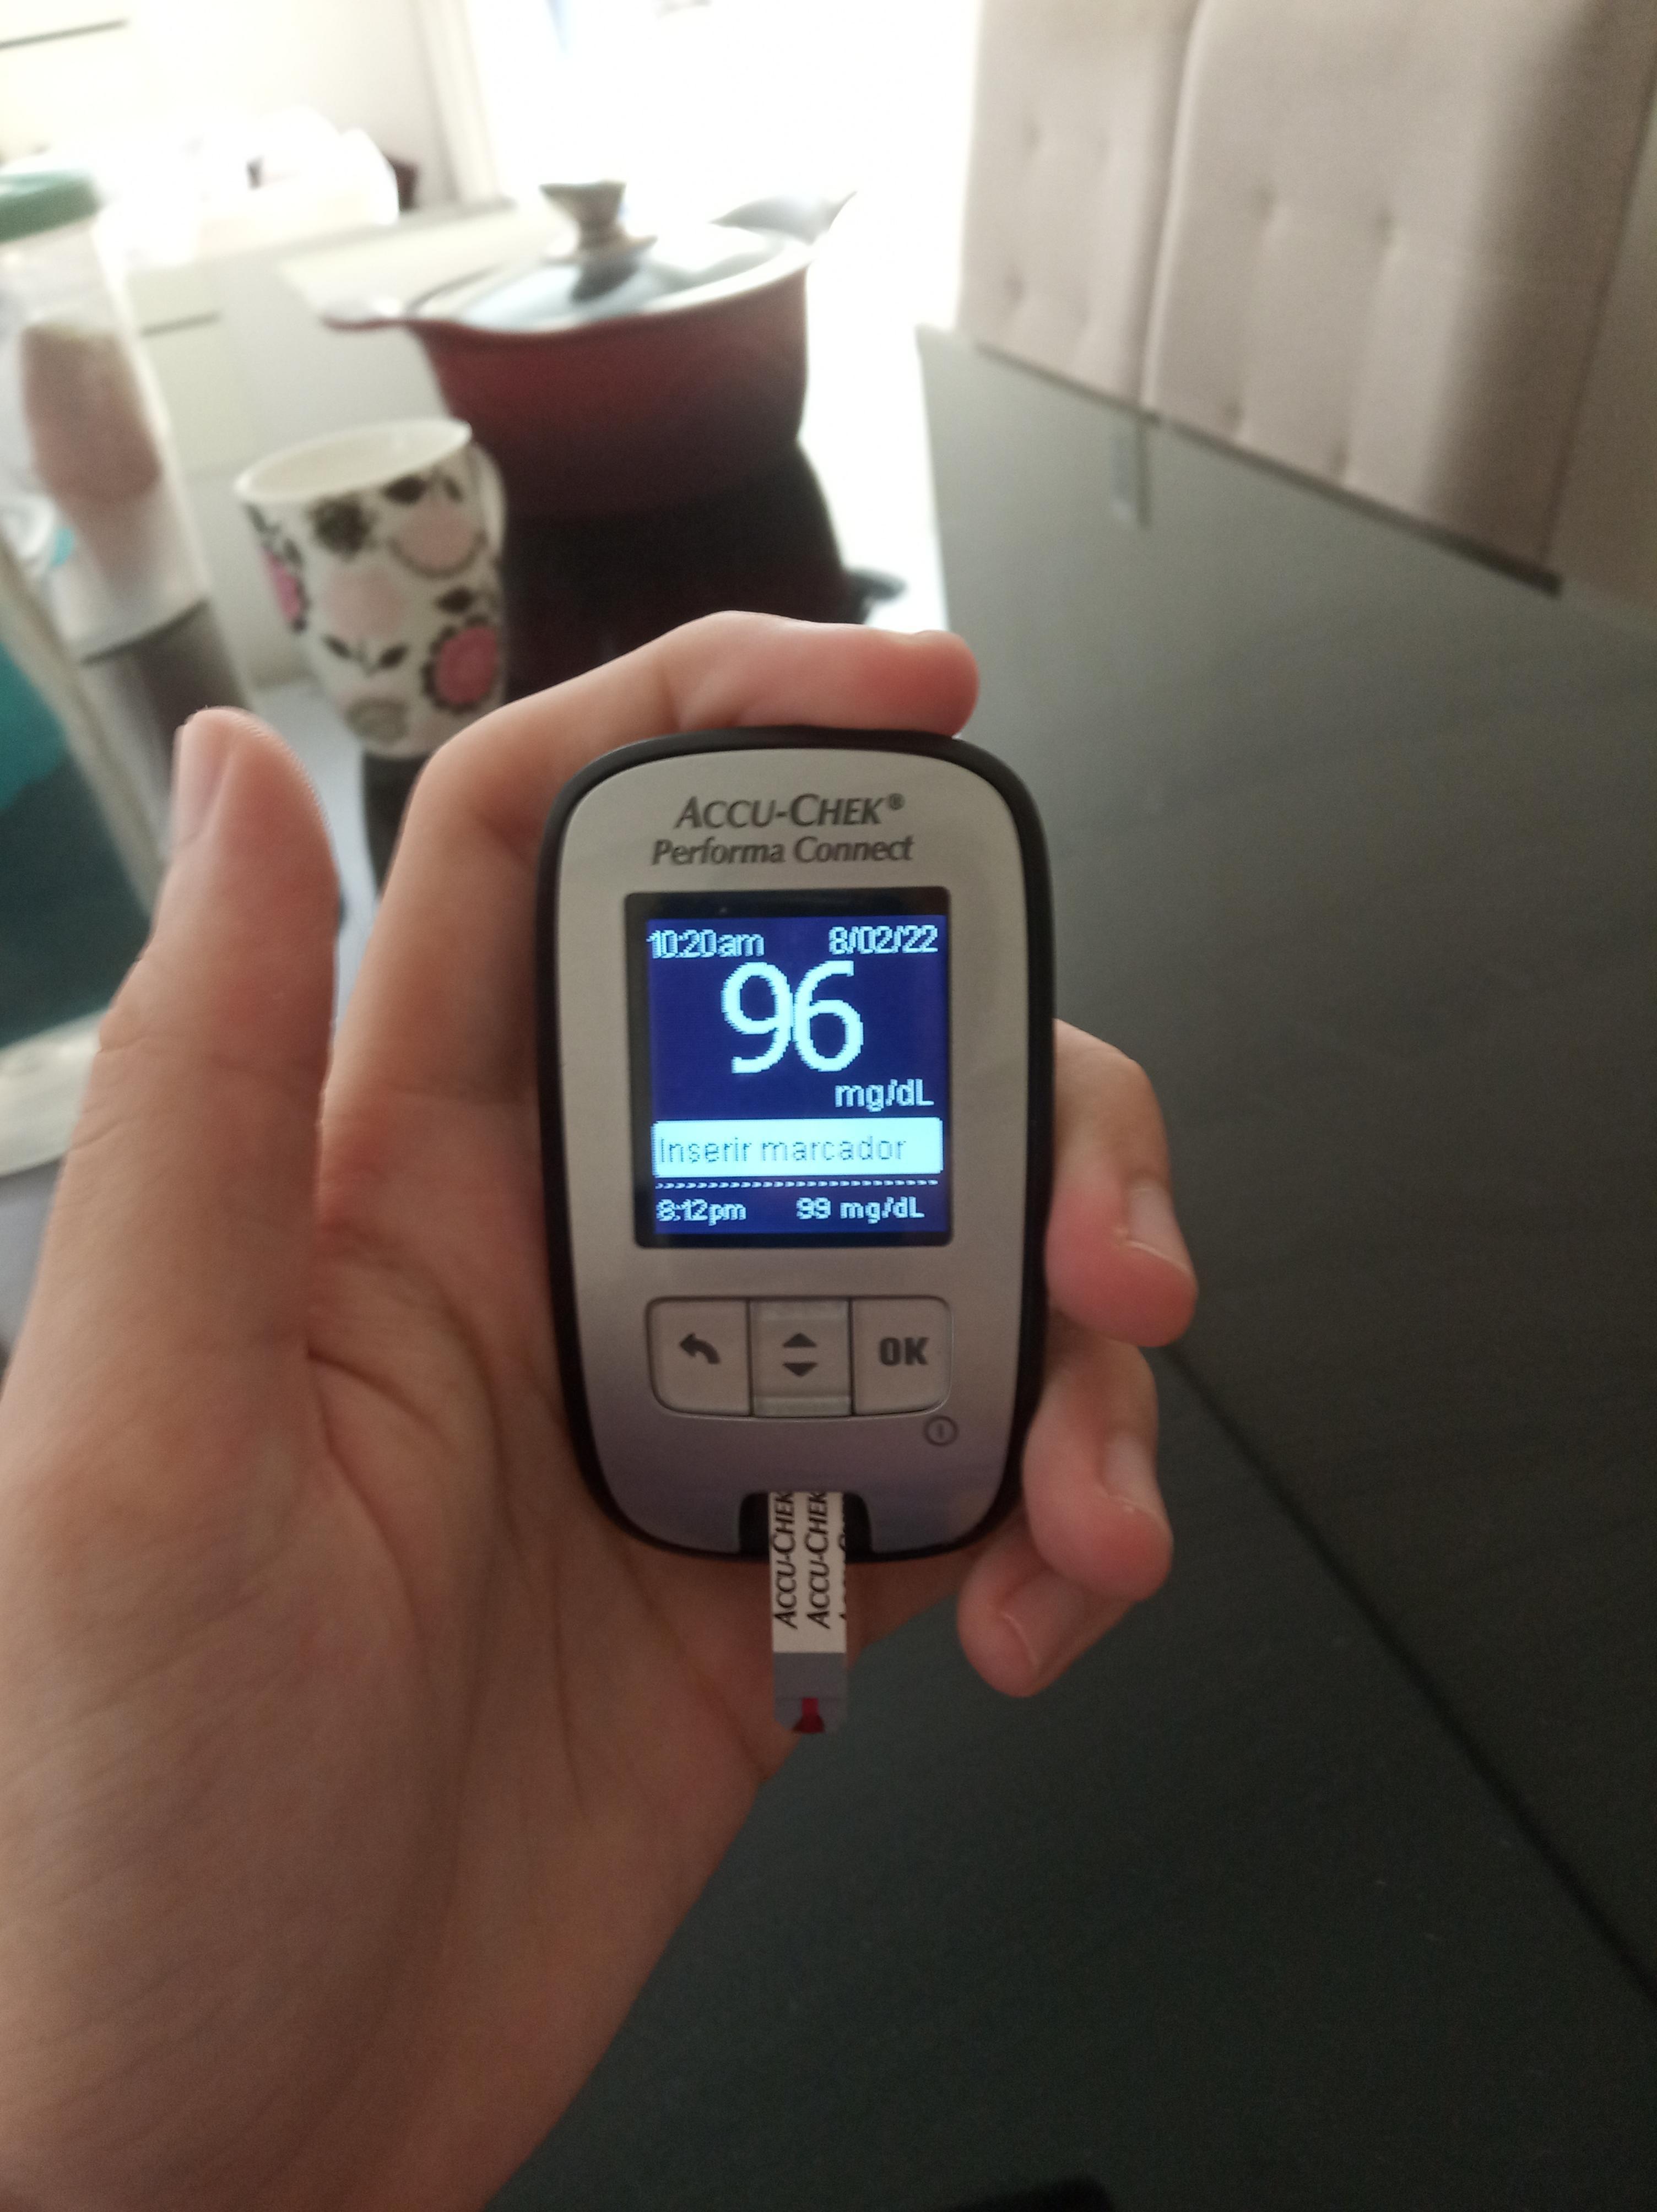 ACCU-CHEK®
Performa Connect
10:20am 8/02/22
96
mg/dL
Inserir marcador
8:12pm 99 mg/dL
OK
ACCU-CHEK
ACCU-CHEK